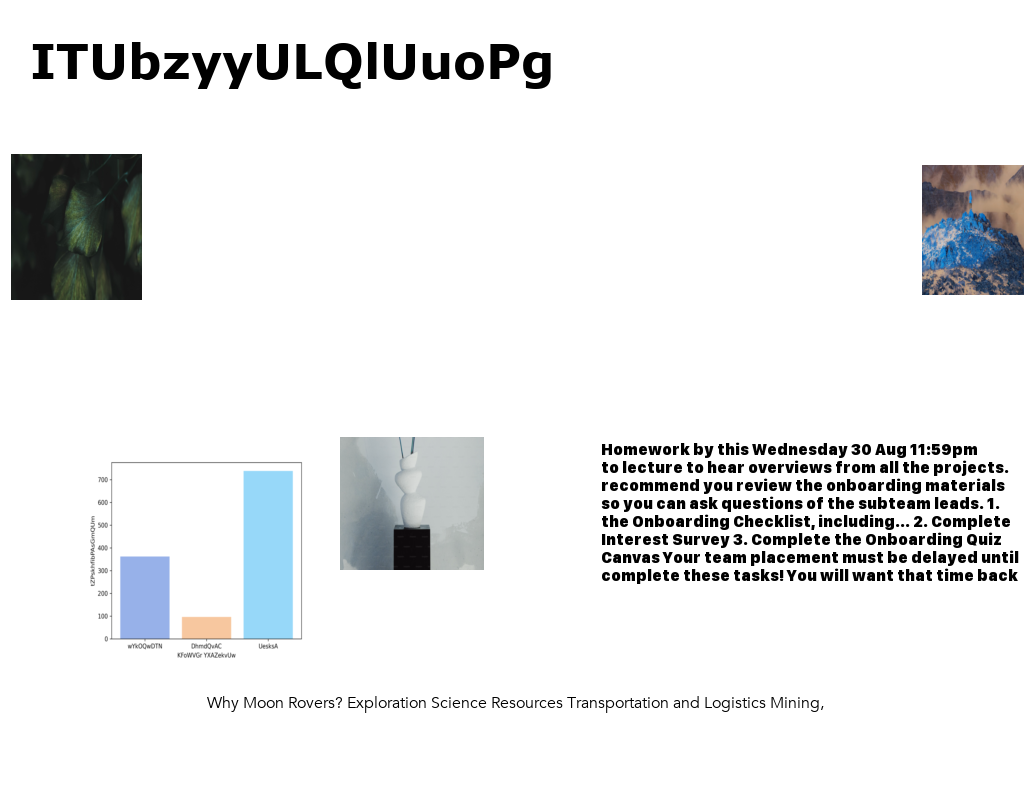 ITUbzyyULQlUuoPg
Homework by this Wednesday 30 Aug 11:59pm
to lecture to hear overviews from all the projects.
recommend you review the onboarding materials
so you can ask questions of the subteam leads. 1.
the Onboarding Checklist, including... 2. Complete
Interest Survey 3. Complete the Onboarding Quiz
Canvas Your team placement must be delayed until
complete these tasks! You will want that time back
700
600
500
400
300
200
100
0
wYkOQwDTN DhmdQvAC UesksA
KFoWVGr YXAZekvUw
Why Moon Rovers? Exploration Science Resources Transportation and Logistics Mining,